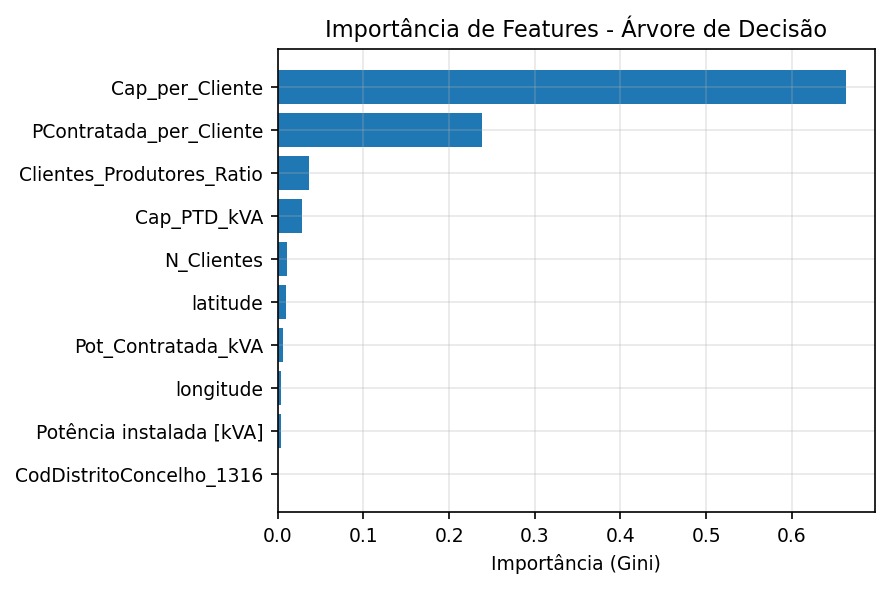 Importância de Features - Árvore de Decisão
Cap_per_Cliente
PContratada_per_Cliente
Clientes_Produtores_Ratio
Cap_PTD_kVA
N_Clientes
latitude
Pot_Contratada_kVA
longitude
Potência instalada [kVA]
CodDistritoConcelho_1316
0.0 0.1 0.2 0.3 0.4 0.5 0.6
Importância (Gini)